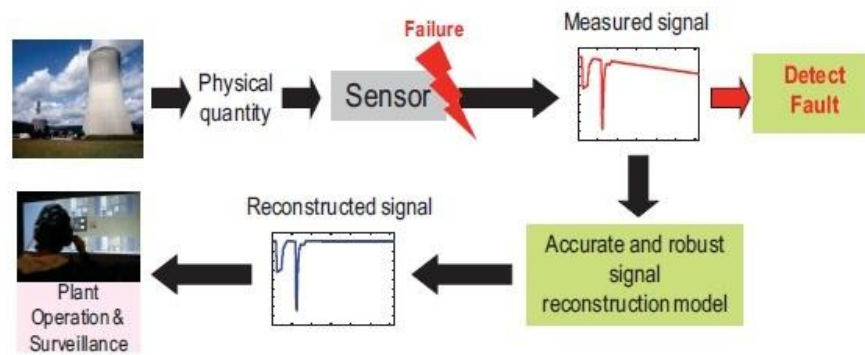 Failure
Measured signal
Physical
quantity
Sensor
Detect
Fault
Reconstructed signal
Accurate and robust
signal
reconstruction model
Plant
Operation &
Surveillance